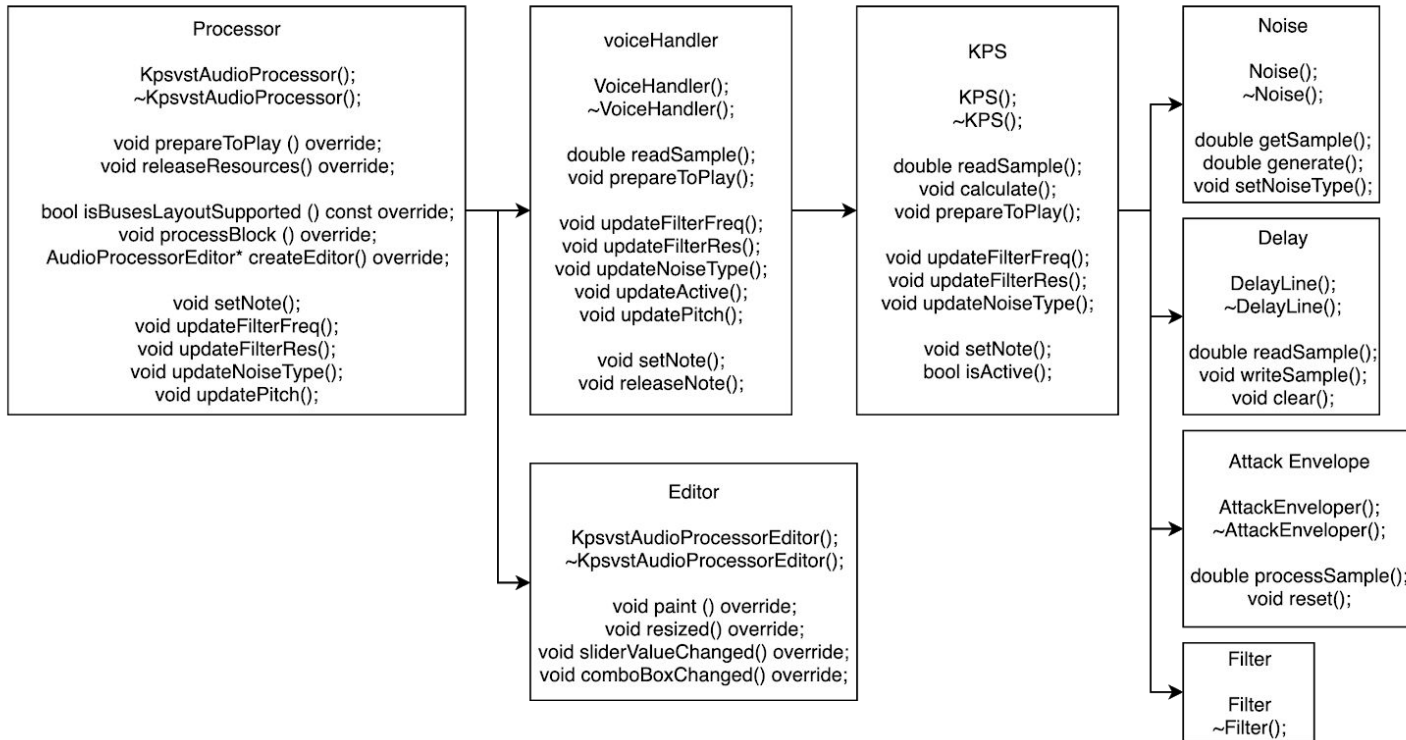 Processor
KpsvstAudioProcessor();
~KpsvstAudioProcessor();
void prepareToPlay () override;
void releaseResources() override;
bool isBusesLayoutSupported () const override;
void processBlock () override;
AudioProcessorEditor* createEditor() override;
void setNote();
void updateFilterFreq();
void updateFilterRes();
void updateNoiseType();
void updatePitch();
voiceHandler
VoiceHandler();
~VoiceHandler();
double readSample();
void prepareToPlay();
void updateFilterFreq();
void updateFilterRes();
void updateNoiseType();
void updateActive();
void updatePitch();
void setNote();
void releaseNote();
Editor
KpsvstAudioProcessorEditor();
~KpsvstAudioProcessorEditor();
void paint () override;
void resized() override;
void sliderValueChanged() override;
void comboBoxChanged() override;
KPS
KPS();
~KPS();
double readSample();
void calculate();
void prepareToPlay();
void updateFilterFreq();
void updateFilterRes();
void updateNoiseType();
void setNote();
bool isActive();
Noise
Noise();
~Noise();
double getSample();
double generate();
void setNoiseType();
Delay
DelayLine();
~DelayLine();
double readSample();
void writeSample();
void clear();
Attack Envelope
AttackEnveloper();
~AttackEnveloper();
double processSample();
void reset();
Filter
Filter
~Filter();